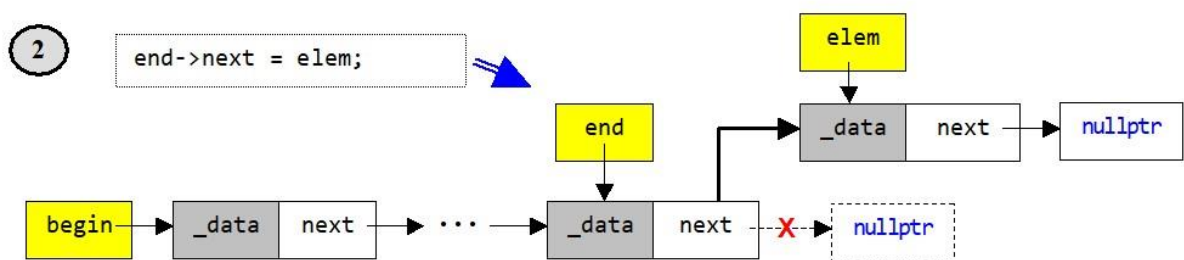 2
end->next = elem;
elem
end
_data next nullptr
begin _data next ... _data next X nullptr